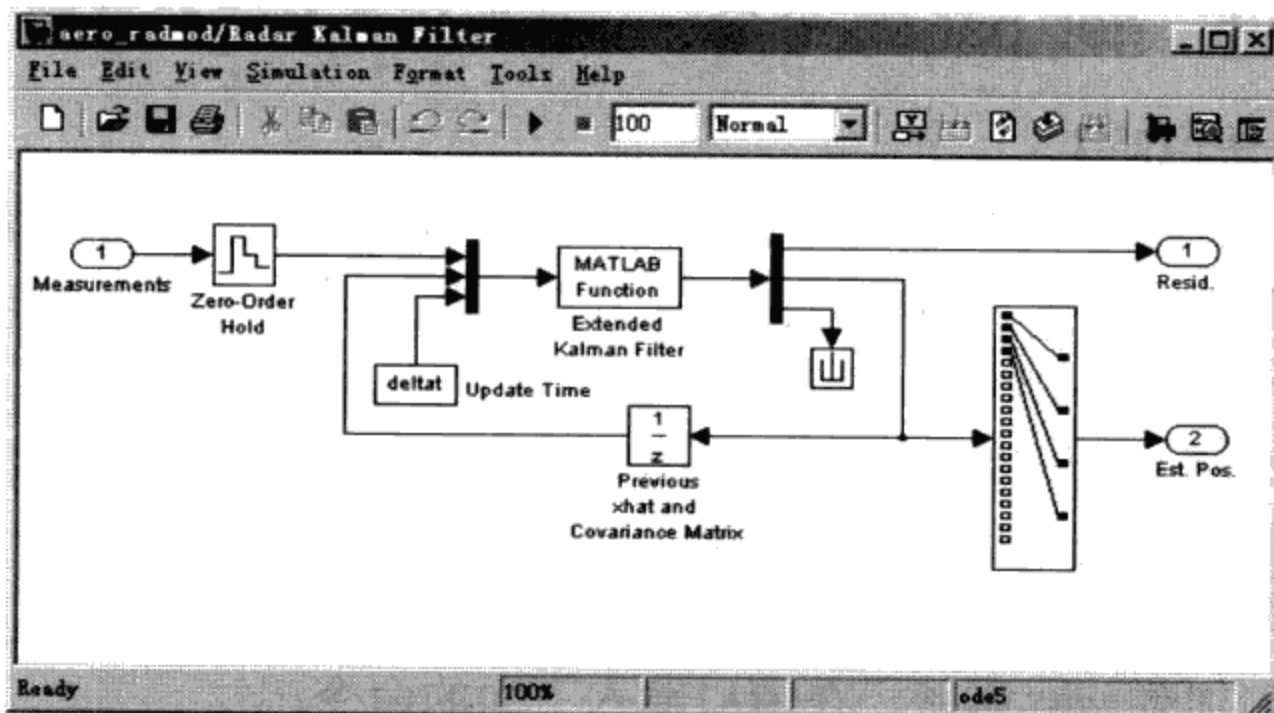 aero_radmod/Radar Kalman Filter
File Edit View Simulation Format Tools Help
100 Normal
1
Measurements
Zero-Order
Hold
MATLAB
Function
Extended
Kalman Filter
1
Resid.
deltat
Update Time
1
z
Previous
xhat and
Covariance Matrix
2
Est. Pos.
Ready 100% ode5